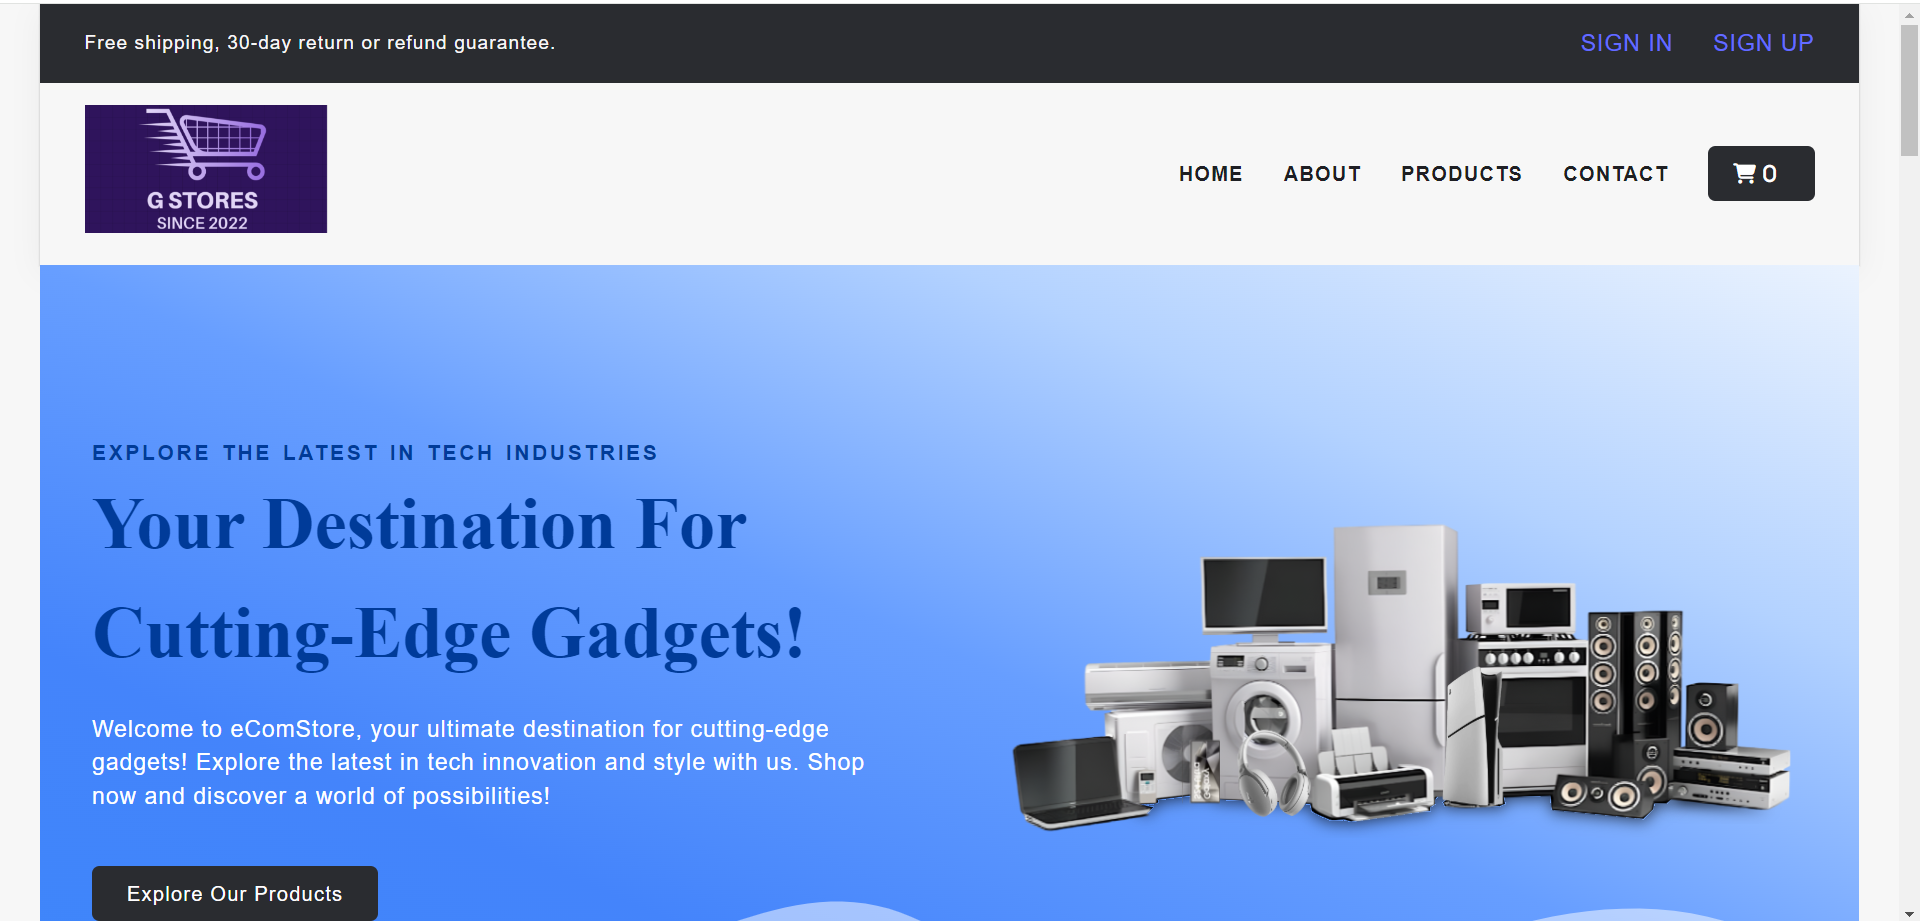 Free shipping, 30-day return or refund guarantee.
SIGN IN SIGN UP
G STORES
SINCE 2022
HOME ABOUT PRODUCTS CONTACT 0
EXPLORE THE LATEST IN TECH INDUSTRIES
Your Destination For
Cutting-Edge Gadgets!
Welcome to eComStore, your ultimate destination for cutting-edge
gadgets! Explore the latest in tech innovation and style with us. Shop
now and discover a world of possibilities!
Explore Our Products